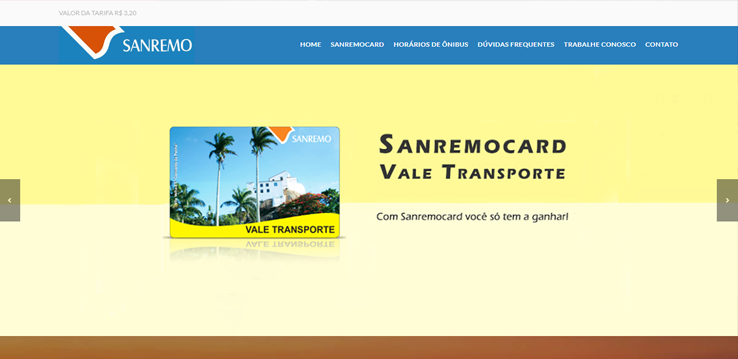 VALOR DA TARIFA R$ 3,20
SANREMO
HOME SANREMOCARD HORÁRIOS DE ÔNIBUS DÚVIDAS FREQUENTES TRABALHE CONOSCO CONTATO
SANREMO
VALE TRANSPORTE
SANREMOCARD
VALE TRANSPORTE
Com Sanremocard você só tem a ganhar!